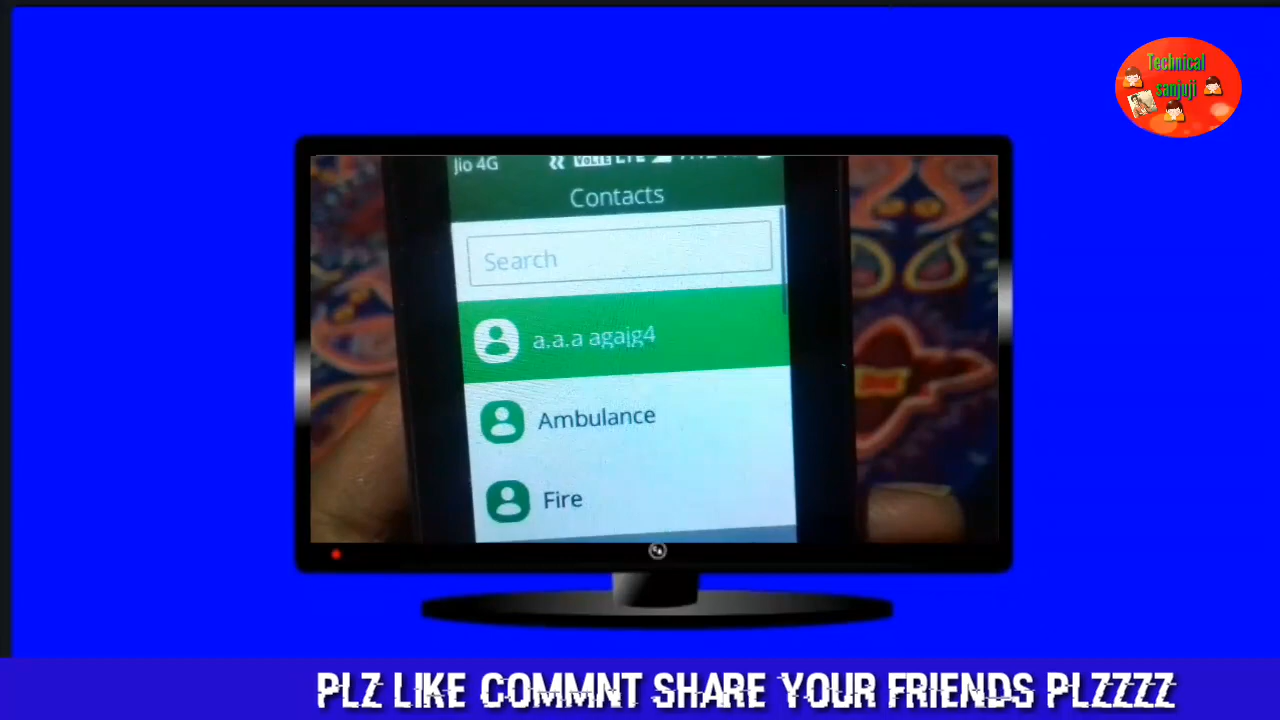 Technical
sanjuji
Jio 4G
VoLTE LTE
Contacts
Search
a.a.a agajg4
Ambulance
Fire
PLZ LIKE COMMNT SHARE YOUR FRIENDS PLZZZZ